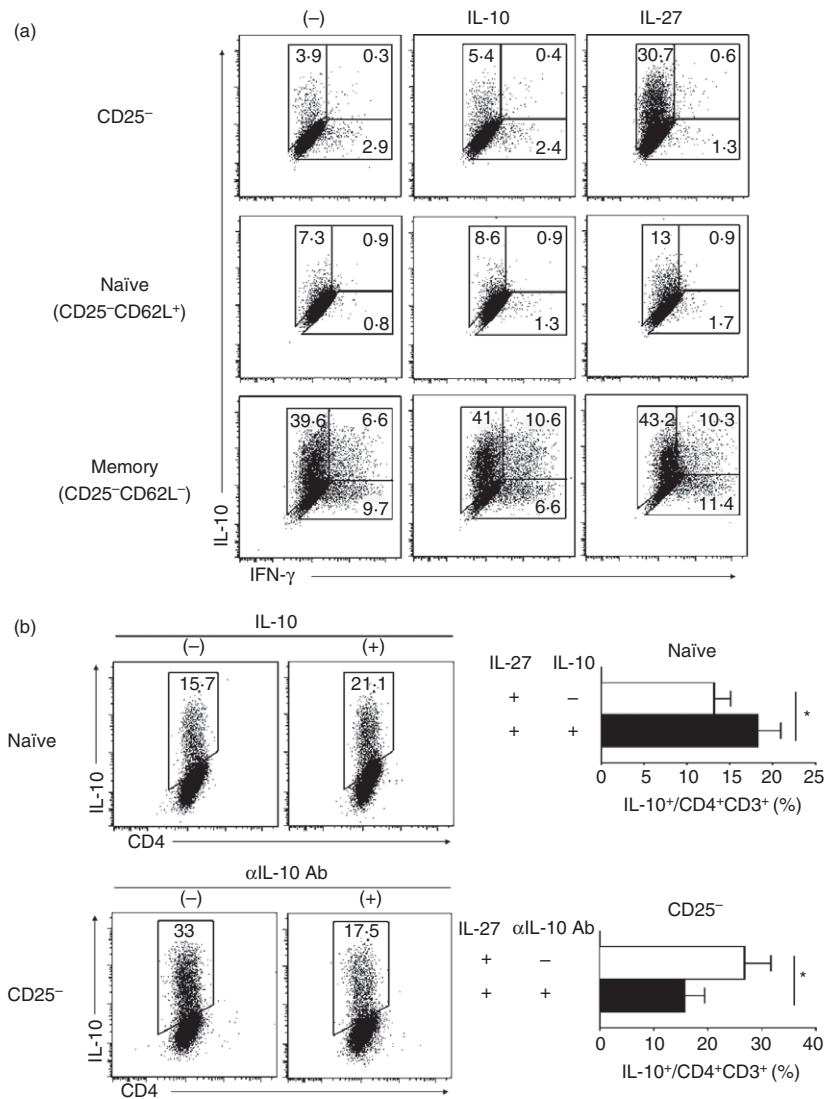 (a)
(–) IL-10 IL-27
CD25–
3·9 0·3 2·9
5·4 0·4 2·4
30·7 0·6 1·3
Naïve
(CD25–CD62L+)
7·3 0·9 0·8
8·6 0·9 1·3
13 0·9 1·7
Memory
(CD25–CD62L–)
39·6 6·6 9·7
41 10·6 6·6
43·2 10·3 11·4
IL-10
IFN-γ
(b)
IL-10
(–) (+)
Naïve
15·7 21·1
IL-10
CD4
Naïve
IL-27 IL-10
+ –
+ +
*
0 5 10 15 20 25
IL-10+/CD4+CD3+ (%)
αIL-10 Ab
(–) (+)
CD25–
33 17·5
IL-10
CD4
CD25–
IL-27 αIL-10 Ab
+ –
+ +
*
0 10 20 30 40
IL-10+/CD4+CD3+ (%)